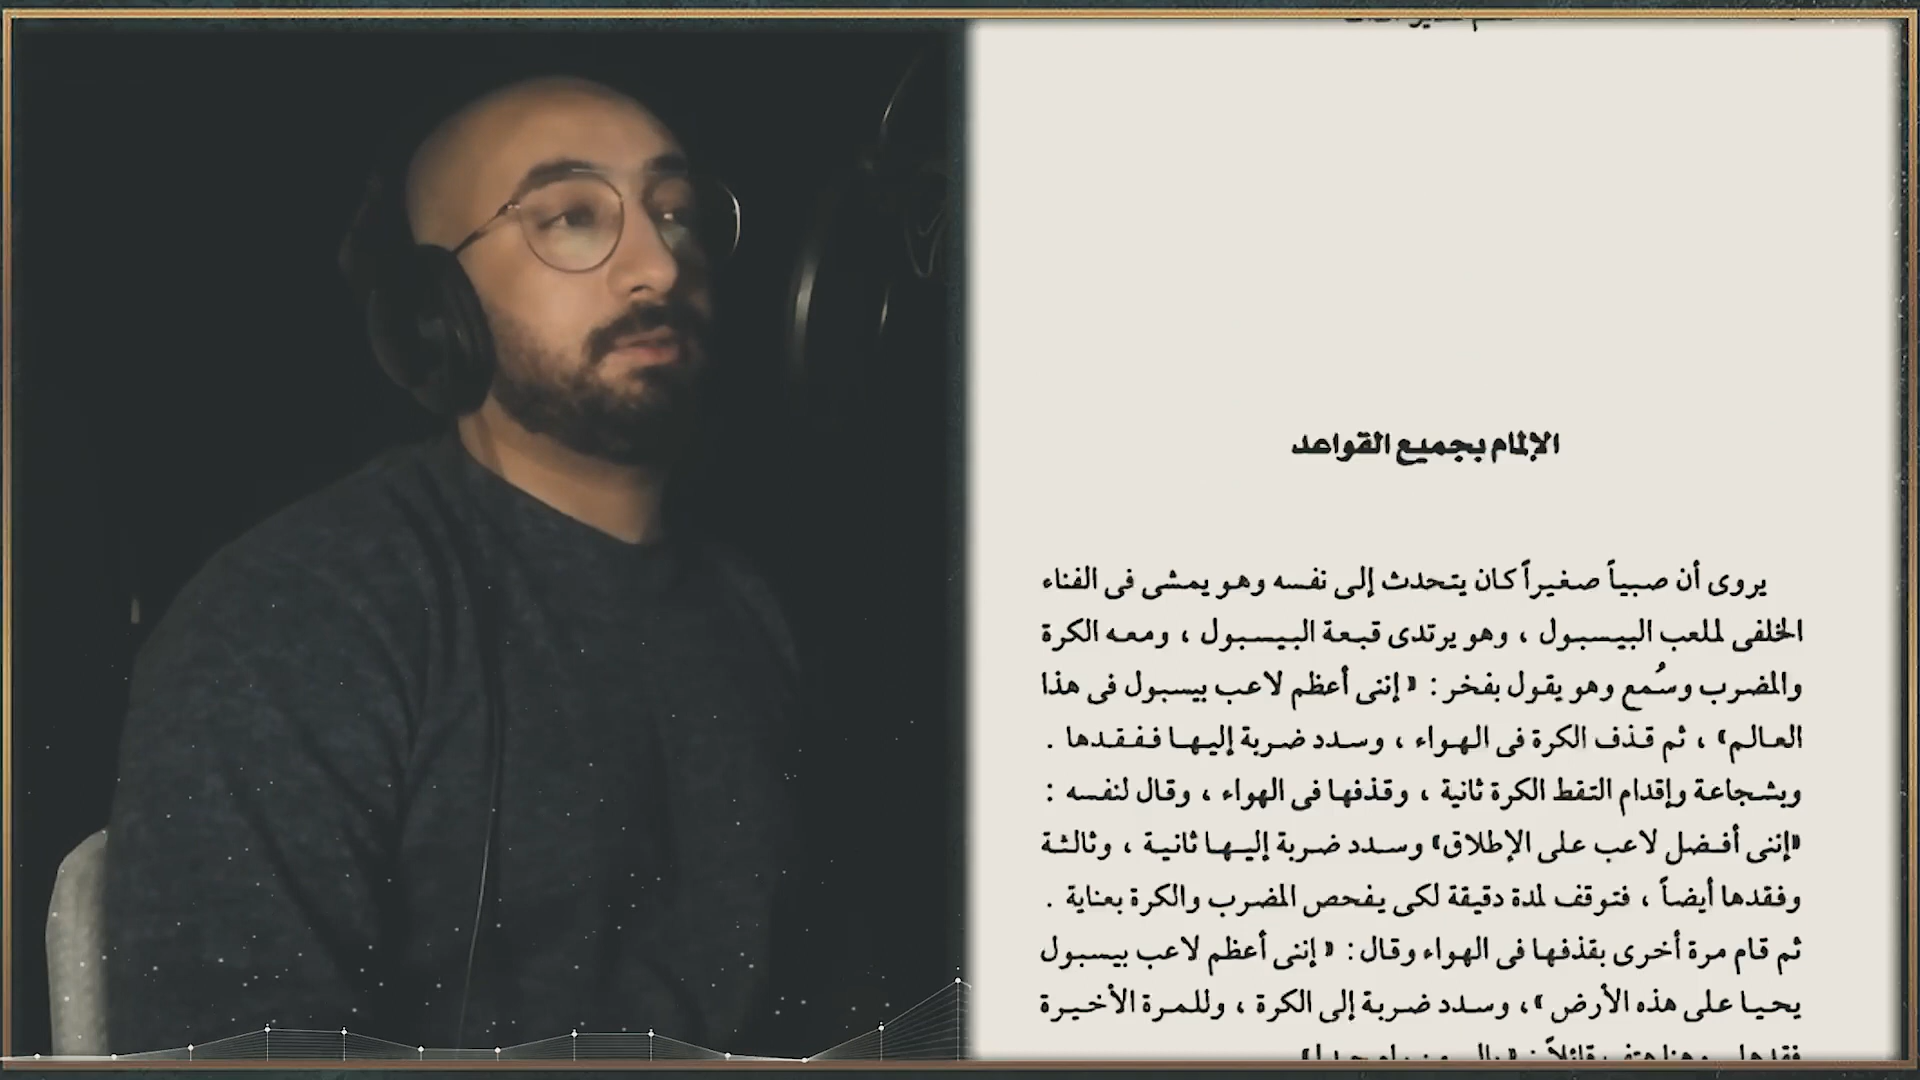 الإلمام بجميع القواعد
يروى أن صبياً صغيراً كان يتحدث إلى نفسه وهو يمشى فى الفناء
الخلفى لملعب البيسبول ، وهو يرتدى قبعة البيسبول ، ومعه الكرة
والمضرب وسُمع وهو يقول بفخر : « إننى أعظم لاعب بيسبول فى هذا
العالم» ، ثم قذف الكرة فى الهواء ، وسدد ضربة إليها ففقدها .
وبشجاعة وإقدام التقط الكرة ثانية ، وقذفها فى الهواء ، وقال لنفسه :
«إننى أفضل لاعب على الإطلاق» وسدد ضربة إليها ثانية ، وثالثة
وفقدها أيضاً ، فتوقف لمدة دقيقة لكى يفحص المضرب والكرة بعناية .
ثم قام مرة أخرى بقذفها فى الهواء وقال : « إننى أعظم لاعب بيسبول
يحيا على هذه الأرض »، وسدد ضربة إلى الكرة ، وللمرة الأخيرة